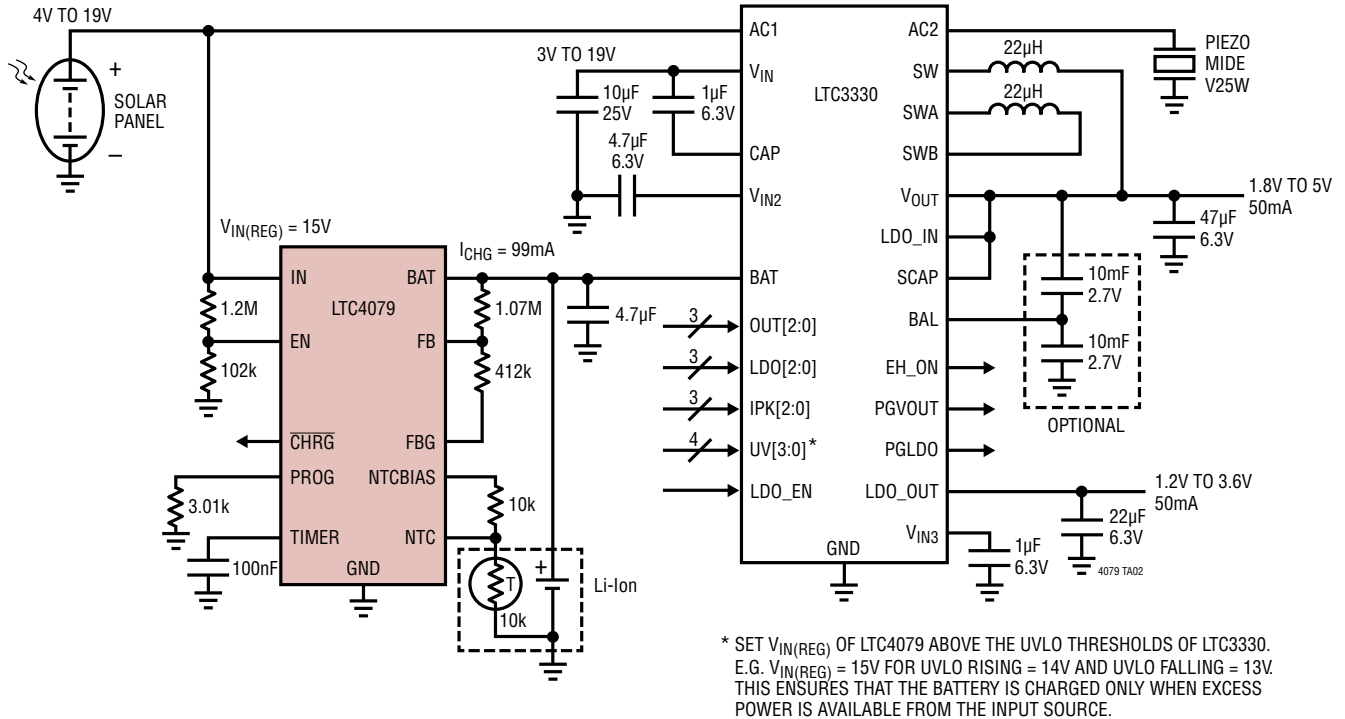 4V TO 19V
+
SOLAR
PANEL
–
3V TO 19V
10µF
25V
1µF
6.3V
4.7µF
6.3V
AC1
VIN
CAP
VIN2
BAT
OUT[2:0]
LDO[2:0]
IPK[2:0]
UV[3:0]*
LDO_EN
3
3
3
4
LTC3330
GND
AC2
SW
SWA
SWB
VOUT
LDO_IN
SCAP
BAL
EH_ON
PGVOUT
PGLDO
LDO_OUT
VIN3
22µH
22µH
PIEZO
MIDE
V25W
1.8V TO 5V
50mA
47µF
6.3V
10mF
2.7V
10mF
2.7V
OPTIONAL
1.2V TO 3.6V
50mA
22µF
6.3V
1µF
6.3V
4079 TA02
VIN(REG) = 15V
ICHG = 99mA
1.2M
102k
IN
EN
CHRG
PROG
TIMER
LTC4079
GND
BAT
FB
FBG
NTCBIAS
NTC
1.07M
412k
4.7µF
3.01k
100nF
10k
T
10k
+
Li-Ion
* SET VIN(REG) OF LTC4079 ABOVE THE UVLO THRESHOLDS OF LTC3330.
E.G. VIN(REG) = 15V FOR UVLO RISING = 14V AND UVLO FALLING = 13V.
THIS ENSURES THAT THE BATTERY IS CHARGED ONLY WHEN EXCESS
POWER IS AVAILABLE FROM THE INPUT SOURCE.